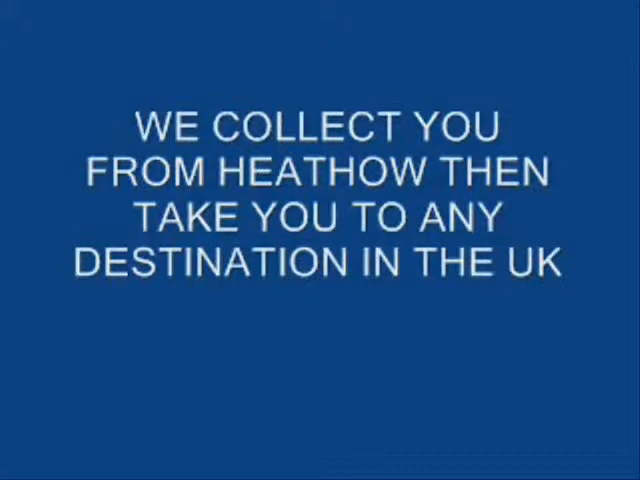 WE COLLECT YOU
FROM HEATHOW THEN
TAKE YOU TO ANY
DESTINATION IN THE UK